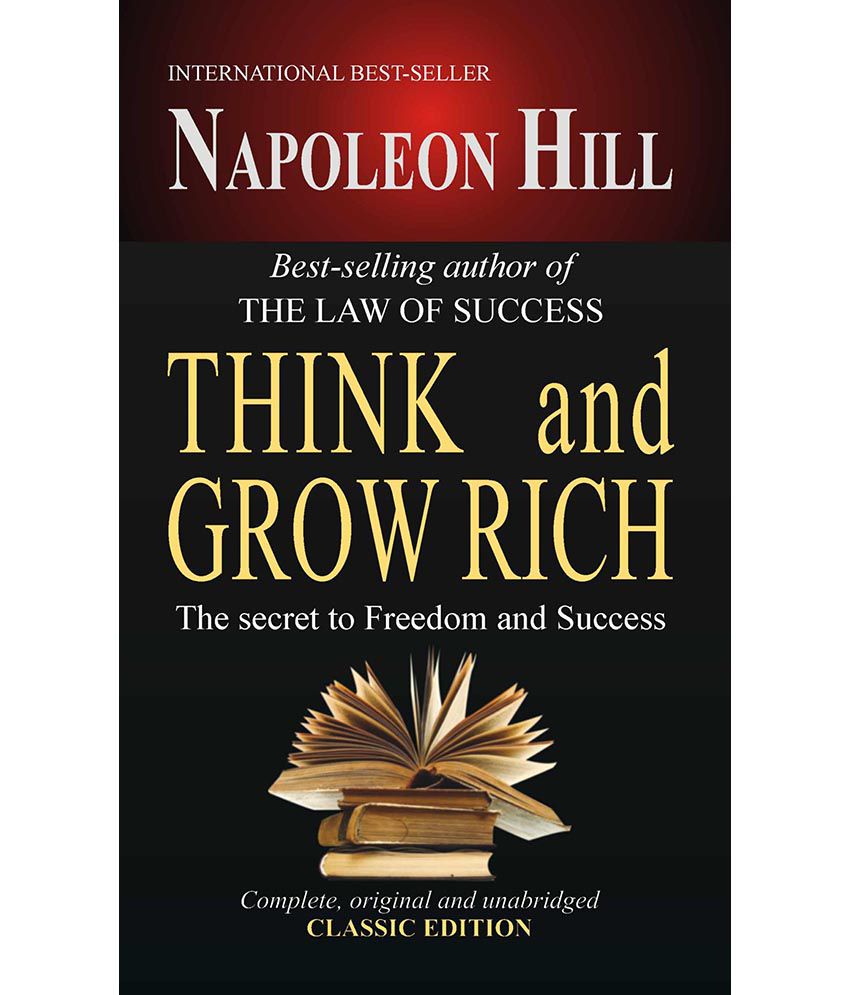 INTERNATIONAL BEST-SELLER
NAPOLEON HILL
Best-selling author of
THE LAW OF SUCCESS
THINK and
GROW RICH
The secret to Freedom and Success
Complete, original and unabridged
CLASSIC EDITION